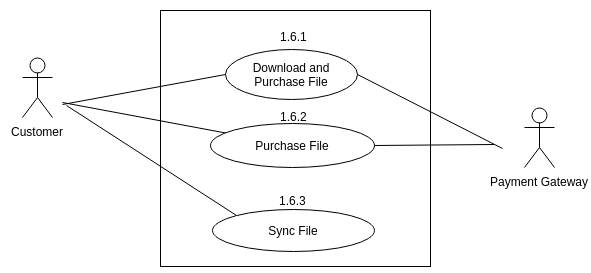 1.6.1
Download and
Purchase File
1.6.2
Customer
Purchase File
Payment Gateway
1.6.3
Sync File